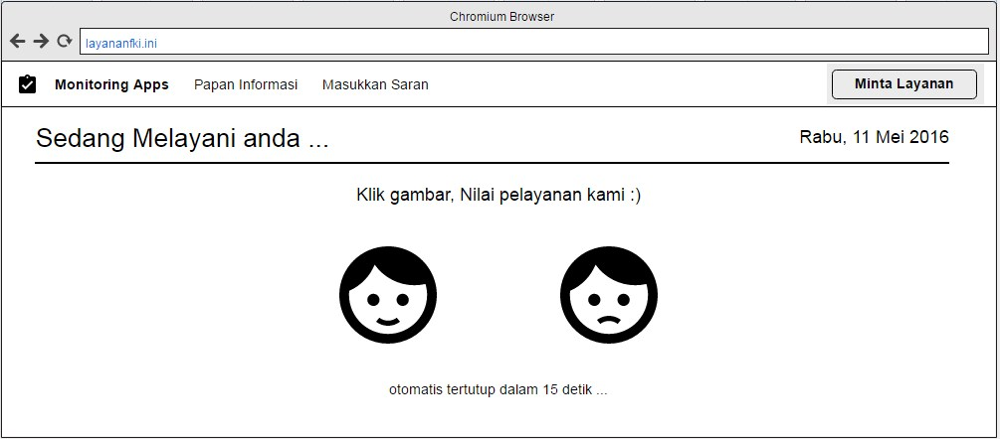 Chromium Browser
layananfki.ini
Monitoring Apps Papan Informasi Masukkan Saran Minta Layanan
Sedang Melayani anda ... Rabu, 11 Mei 2016
Klik gambar, Nilai pelayanan kami :)
otomatis tertutup dalam 15 detik ...